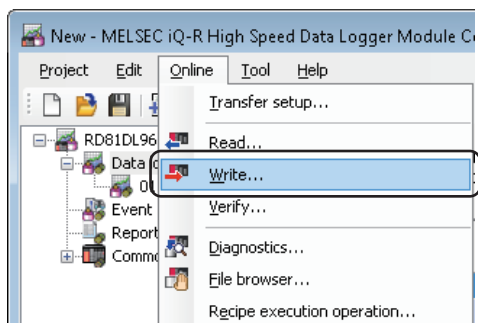 New - MELSEC iQ-R High Speed Data Logger Module
Project Edit Online Tool Help
Transfer setup...
RD81DL96
Read...
Data
Write...
01
Event
Verify...
Report
Diagnostics...
Comm
File browser...
Recipe execution operation...